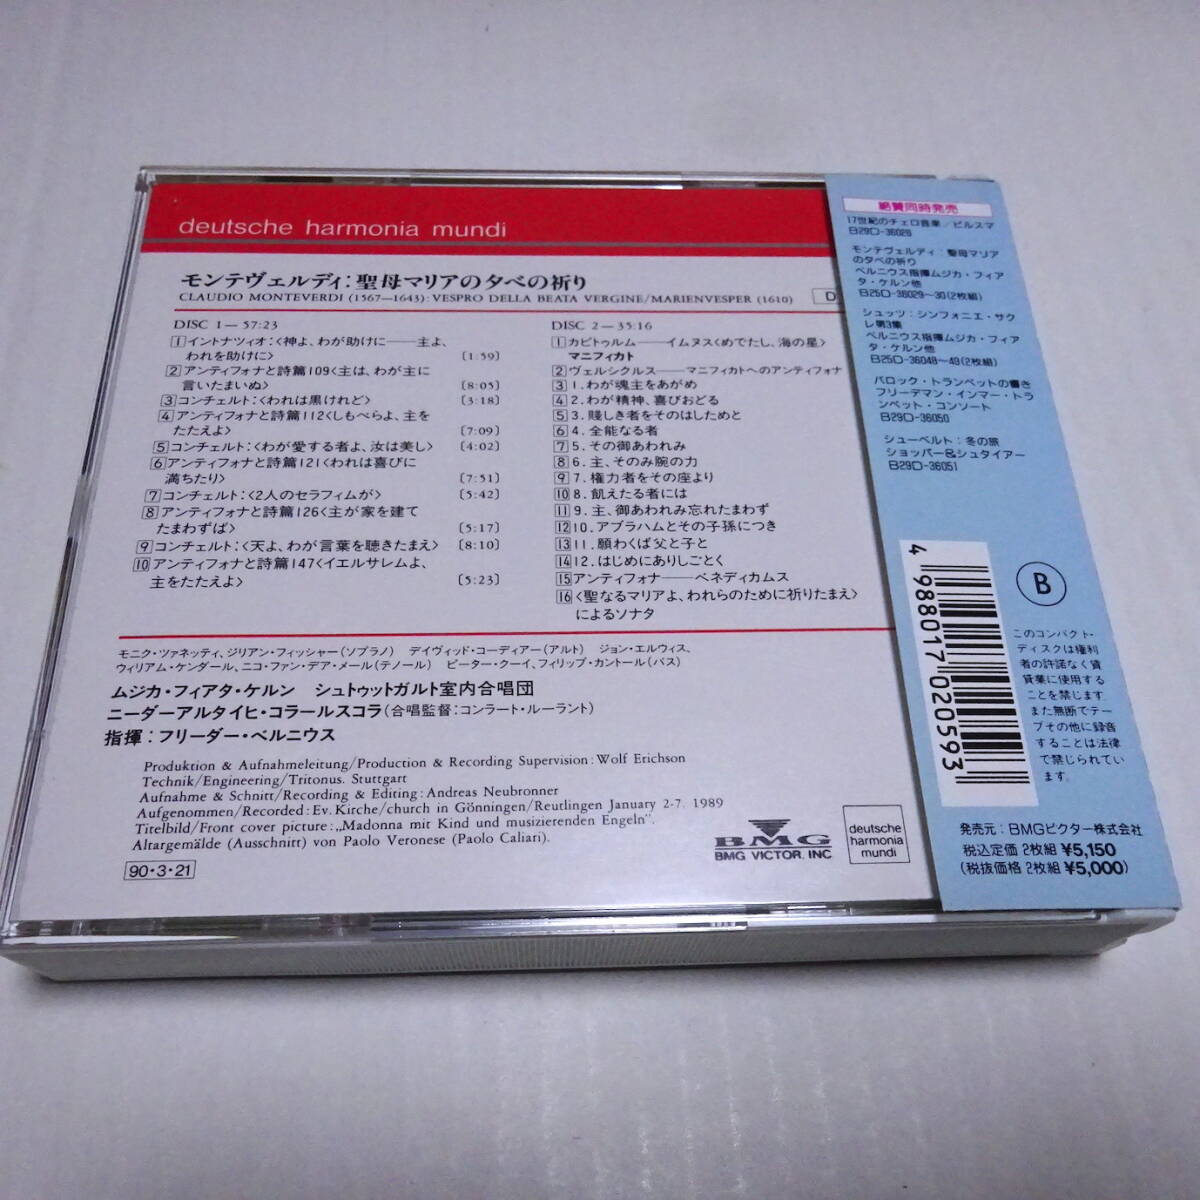 deutsche harmonia mundi
モンテヴェルディ:聖母マリアの夕べの祈り
CLAUDIO MONTEVERDI (1567—1643): VESPRO DELLA BEATA VERGINE/MARIENVESPER (1610)
D
DISC 1—57:23
1 イントナツィオ:〈神よ、わが助けに——主よ、
われを助けに〉 [1:59]
2 アンティフォナと詩篇109〈主は、わが主に
言いたまいぬ〉 [8:05]
3 コンチェルト:〈われは黒けれど〉 [3:18]
4 アンティフォナと詩篇112〈しもべらよ、主を
たたえよ〉 [7:09]
5 コンチェルト:〈わが愛する者よ、汝は美し〉 [4:02]
6 アンティフォナと詩篇121〈われは喜びに
満ちたり〉 [7:51]
7 コンチェルト:〈2人のセラフィムが〉 [5:42]
8 アンティフォナと詩篇126〈主が家を建て
たまわずば〉 [5:17]
9 コンチェルト:〈天よ、わが言葉を聴きたまえ〉 [8:10]
10 アンティフォナと詩篇147〈イエルサレムよ、
主をたたえよ〉 [5:23]
DISC 2—35:16
1 カピトゥルム——イムヌス〈めでたし、海の星〉
マニフィカト
2 ヴェルシクルス——マニフィカトへのアンティフォナ
3 1.わが魂主をあがめ
4 2.わが精神、喜びおどる
5 3.賤しき者をそのはしためと
6 4.全能なる者
7 5.その御あわれみ
8 6.主、そのみ腕の力
9 7.権力者をその座より
10 8.飢えたる者には
11 9.主、御あわれみ忘れたまわず
12 10.アブラハムとその子孫につき
13 11.願わくば父と子と
14 12.はじめにありしごとく
15 アンティフォナ——ベネディカムス
16 〈聖なるマリアよ、われらのために祈りたまえ〉
によるソナタ
モニク・ツァネッティ、ジリアン・フィッシャー(ソプラノ) デイヴィッド・コーディアー(アルト) ジョン・エルウィス、
ウィリアム・ケンダール、ニコ・ファン・デア・メール(テノール) ピーター・クーイ、フィリップ・カントール(バス)
ムジカ・フィアタ・ケルン シュトゥットガルト室内合唱団
ニーダーアルタイヒ・コラールスコラ(合唱監督:コンラート・ルーラント)
指揮:フリーダー・ベルニウス
Produktion & Aufnahmeleitung/Production & Recording Supervision: Wolf Erichson
Technik/Engineering/Tritonus. Stuttgart
Aufnahme & Schnitt/Recording & Editing: Andreas Neubronner
Aufgenommen/Recorded: Ev. Kirche/church in Gönningen/Reutlingen January 2-7. 1989
Titelbild/Front cover picture: „Madonna mit Kind und musizierenden Engeln".
Altargemälde (Ausschnitt) von Paolo Veronese (Paolo Caliari).
90・3・21
BMG
BMG VICTOR, INC
deutsche
harmonia
mundi
絶賛同時発売
17世紀のチェロ音楽/ビルスマ
B29D-36028
モンテヴェルディ:聖母マリア
の夕べの祈り
ベルニウス指揮ムジカ・フィア
タ・ケルン他
B25D-36029~30(2枚組)
シュッツ:シンフォニエ・サク
レ第3集
ベルニウス指揮ムジカ・フィア
タ・ケルン他
B25D-36048~49(2枚組)
バロック・トランペットの響き
フリーデマン・インマー・トラ
ンペット・コンソート
B29D-36050
シューベルト:冬の旅
ショッパー&シュタイアー
B29D-36051
4 988017 020593
B
このコンパクト・
ディスクは権利
者の許諾なく賃
貸業に使用する
ことを禁じます。
また無断でテー
プその他に録音
することは法律
で禁じられてい
ます。
発売元:BMGビクター株式会社
税込定価 2枚組 ¥5,150
(税抜価格 2枚組 ¥5,000)